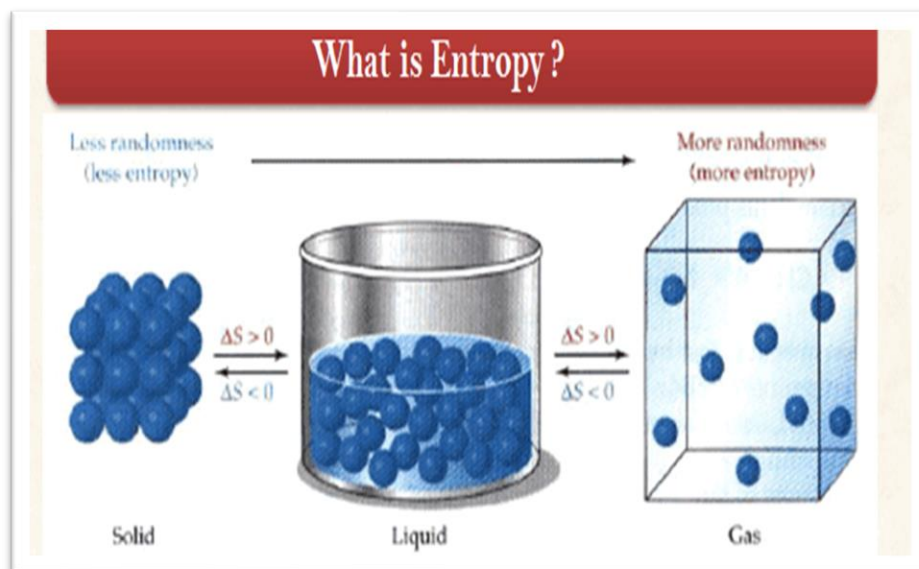 What is Entropy?
Less randomness
(less entropy)
More randomness
(more entropy)
ΔS > 0
ΔS < 0
ΔS > 0
ΔS < 0
Solid
Liquid
Gas